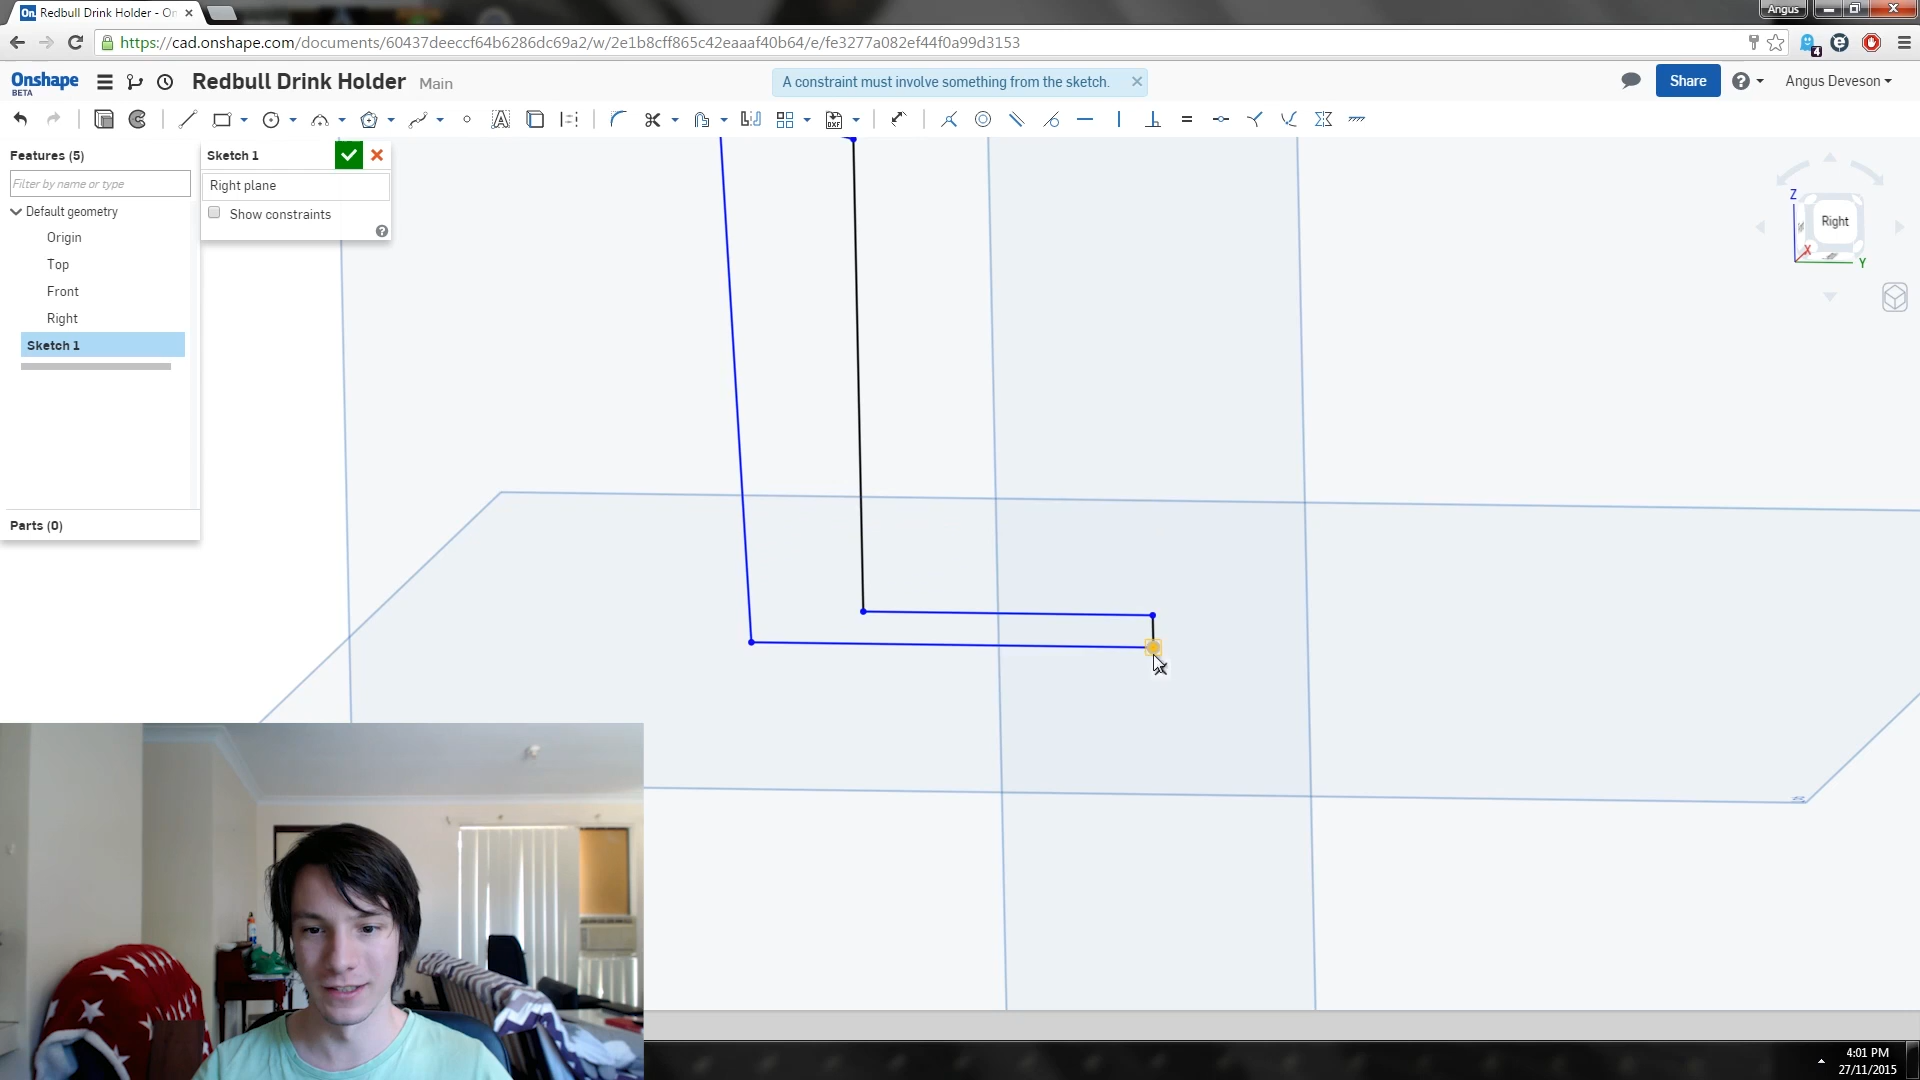 On Redbull Drink Holder - On
Angus
https://cad.onshape.com/documents/60437deeccf64b6286dc69a2/w/2e1b8cff865c42eaaaf40b64/e/fe3277a082ef44f0a99d3153
4
Onshape
BETA
Redbull Drink Holder Main
A constraint must involve something from the sketch.
Share
Angus Deveson
DXF
Features (5)
Filter by name or type
Default geometry
Origin
Top
Front
Right
Sketch 1
Parts (0)
Sketch 1
Right plane
Show constraints
Z
Right
X
Y
4:01 PM
27/11/2015